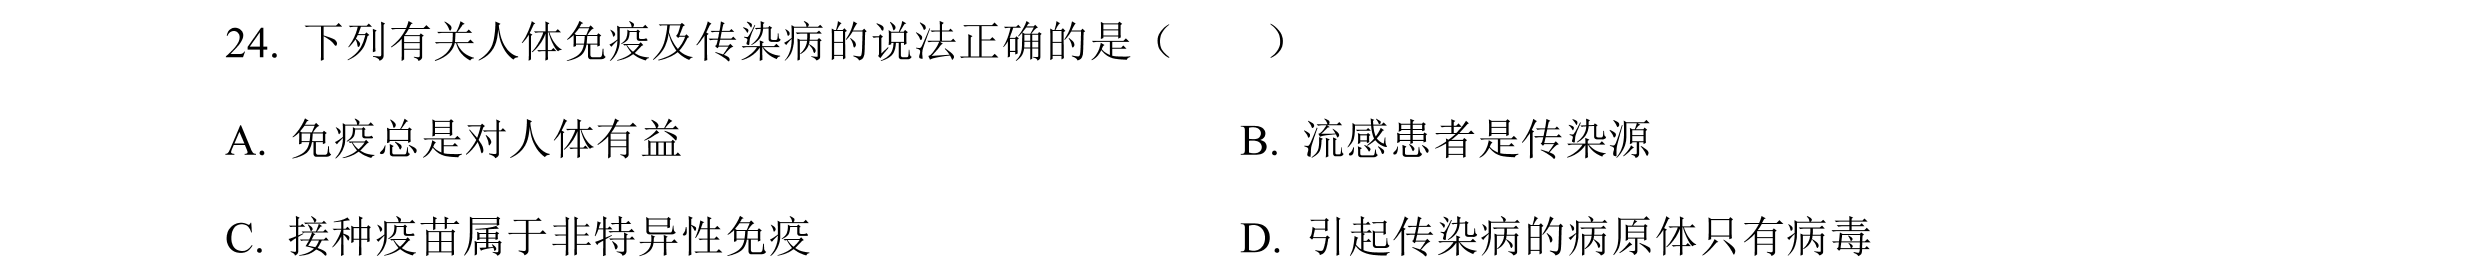 24. 下列有关人体免疫及传染病的说法正确的是（　　）
A. 免疫总是对人体有益　　B. 流感患者是传染源
C. 接种疫苗属于非特异性免疫　　D. 引起传染病的病原体只有病毒